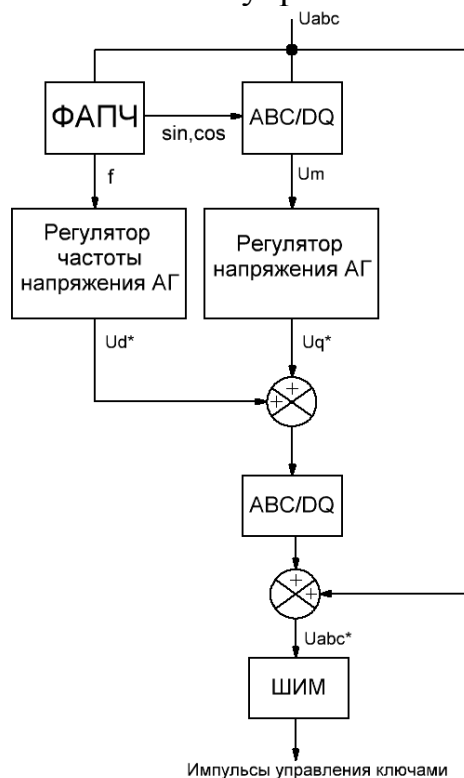 Uabc
ФАПЧ
ABC/DQ
sin,cos
f
Um
Регулятор
частоты
напряжения АГ
Регулятор
напряжения АГ
Ud*
Uq*
+
+
ABC/DQ
+
+
Uabc*
ШИМ
Импульсы управления ключами